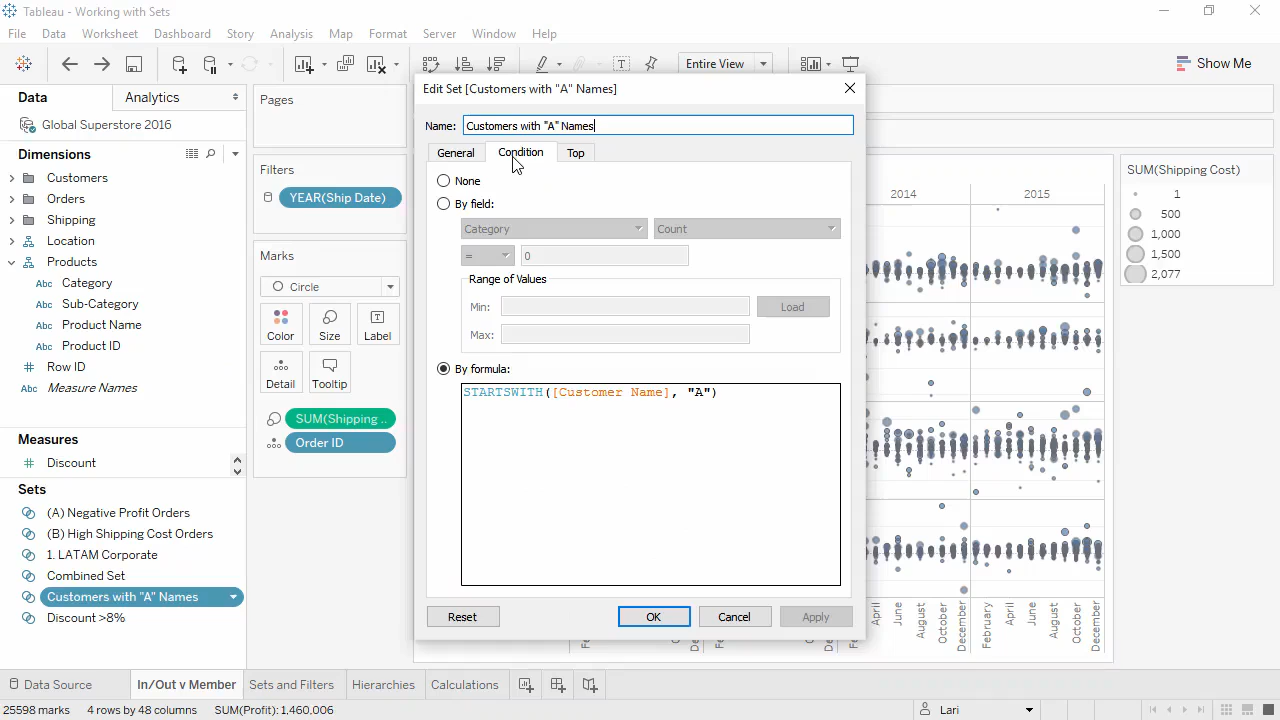 Tableau - Working with Sets
File Data Worksheet Dashboard Story Analysis Map Format Server Window Help
Entire View
Show Me
Data Analytics
Global Superstore 2016
Dimensions
Customers
Orders
Shipping
Location
Products
Abc Category
Abc Sub-Category
Abc Product Name
Abc Product ID
Row ID
Abc Measure Names
Measures
Discount
Sets
(A) Negative Profit Orders
(B) High Shipping Cost Orders
1. LATAM Corporate
Combined Set
Customers with "A" Names
Discount >8%
Pages
Filters
YEAR(Ship Date)
Marks
Circle
Color Size Label
Detail Tooltip
SUM(Shipping ..
Order ID
Edit Set [Customers with "A" Names]
Name: Customers with "A" Names
General Condition Top
None
By field:
Category Count
= 0
Range of Values
Min: Load
Max:
By formula:
STARTSWITH([Customer Name], "A")
Reset OK Cancel Apply
2014 2015
April June August October December February April June August October December
SUM(Shipping Cost)
1
500
1,000
1,500
2,077
Data Source In/Out v Member Sets and Filters Hierarchies Calculations
25598 marks 4 rows by 48 columns SUM(Profit): 1,460,006 Lari